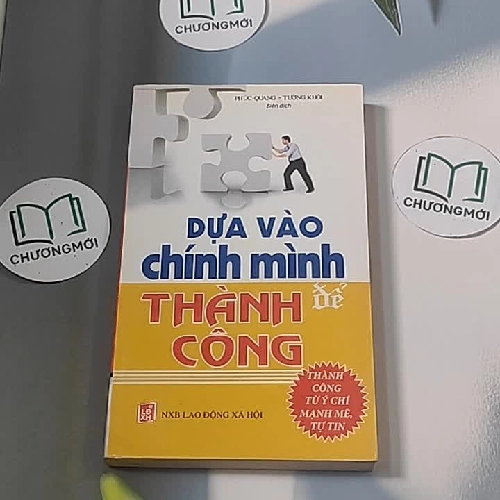 CHƯƠNGMỚI
PHÚC QUANG - TƯỜNG KHÔI
Biên dịch
CHƯƠNGMỚI
CHƯƠNGMỚI
DỰA VÀO
chính mình
để
THÀNH
CÔNG
THÀNH
CÔNG
TỪ Ý CHÍ
MẠNH MẼ,
TỰ TIN
NXB LAO ĐỘNG XÃ HỘI